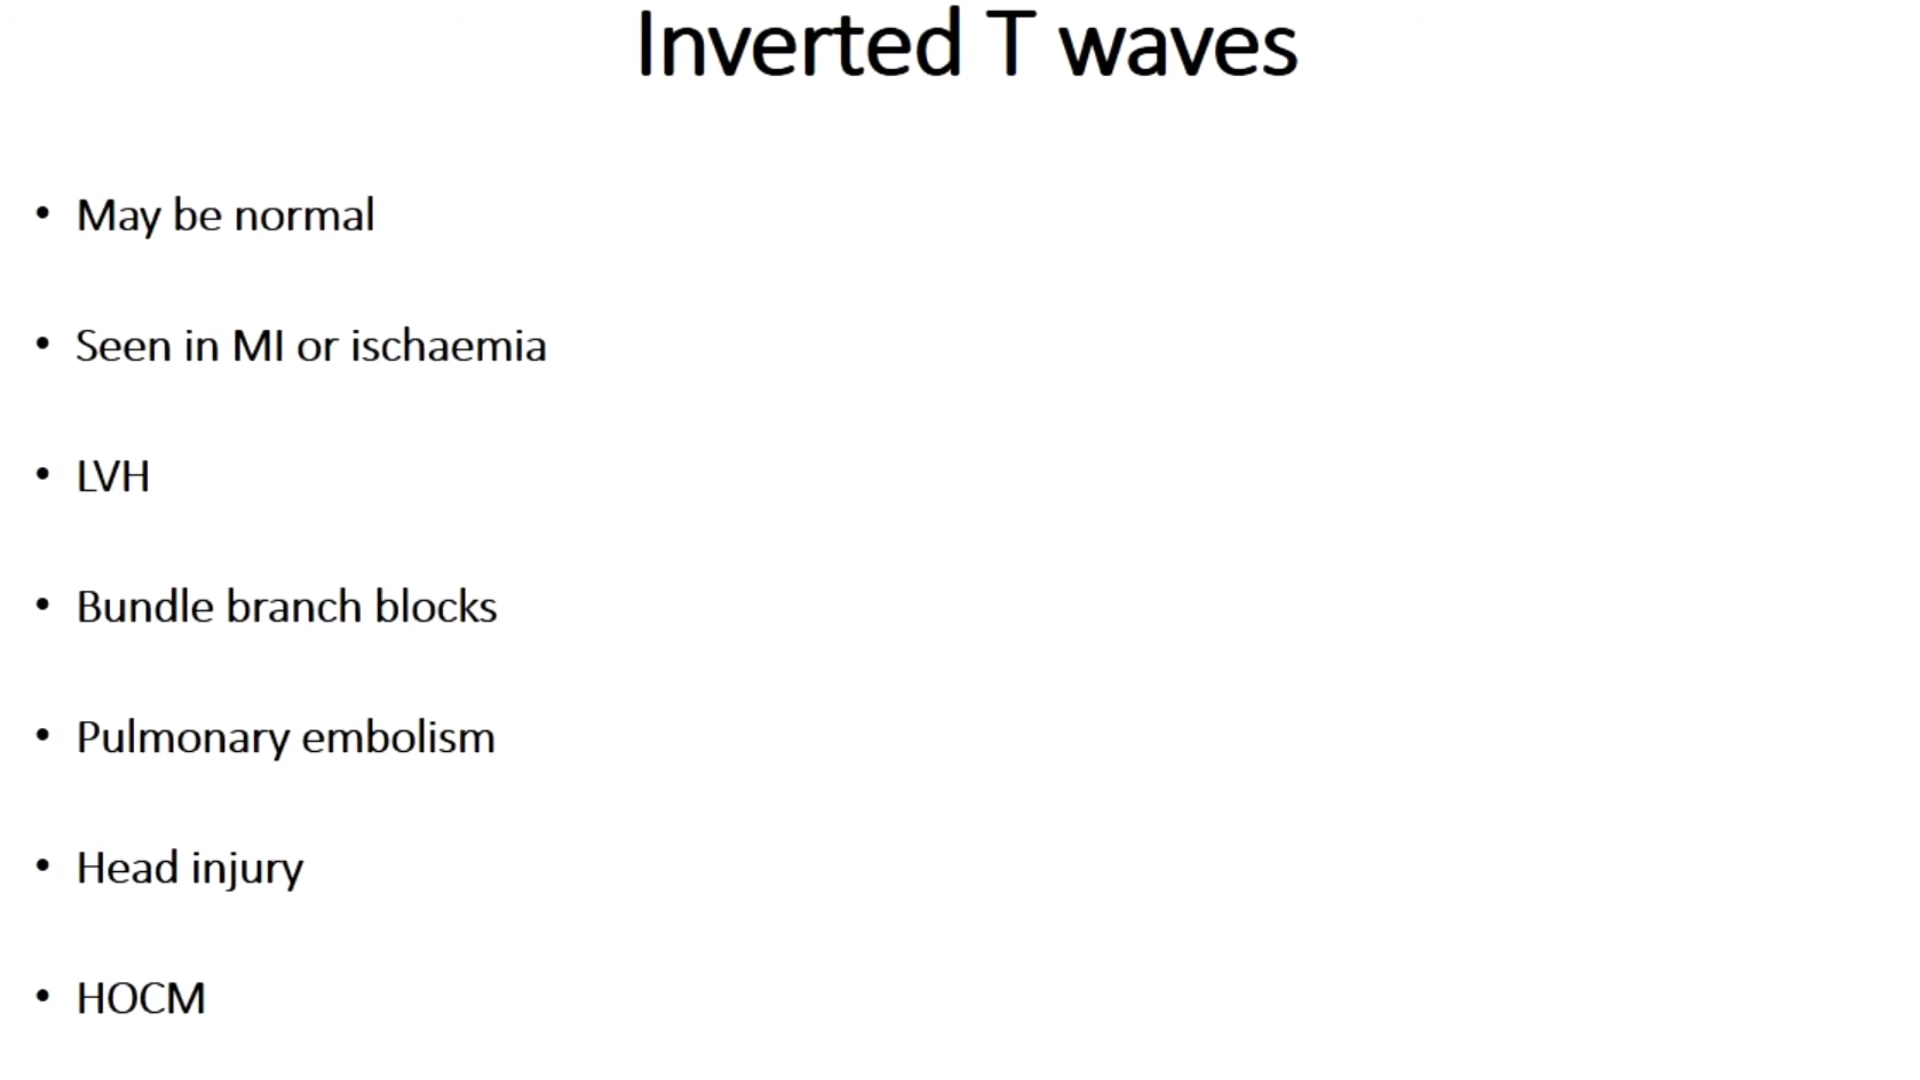 Inverted T waves
• May be normal
• Seen in MI or ischaemia
• LVH
• Bundle branch blocks
• Pulmonary embolism
• Head injury
• HOCM